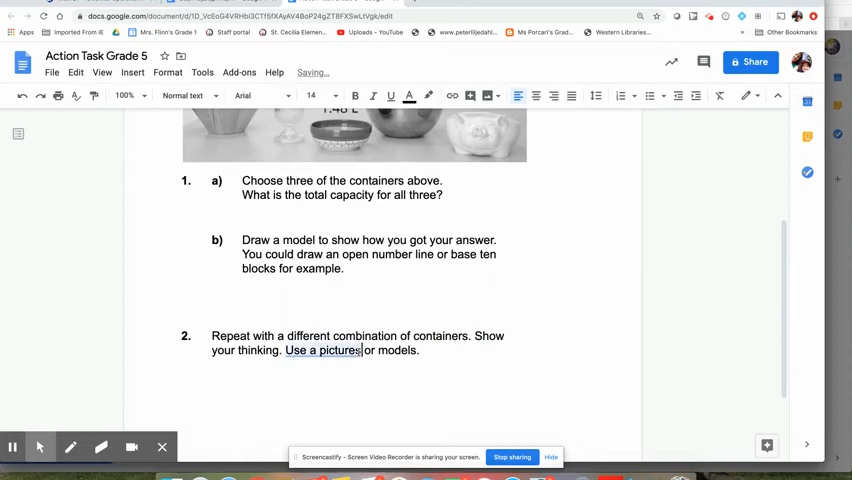 docs.google.com/document/d/1D_VcEoG4VRHbi3CTf5fXAyAV4BoP24gZT8FXSwLtVgk/edit
Apps
Imported From IE
Mrs. Flinn's Grade 1
Staff portal
St. Cecilia Elemen...
Uploads - YouTube
www.peterliljedahl...
Ms Porcari's Grad...
Western Libraries...
Other Bookmarks
Action Task Grade 5
File Edit View Insert Format Tools Add-ons Help Saving...
Share
100% Normal text Arial 14 B I U A
1. a) Choose three of the containers above.
What is the total capacity for all three?
b) Draw a model to show how you got your answer.
You could draw an open number line or base ten
blocks for example.
2. Repeat with a different combination of containers. Show
your thinking. Use a pictures or models.
Screencastify - Screen Video Recorder is sharing your screen. Stop sharing Hide